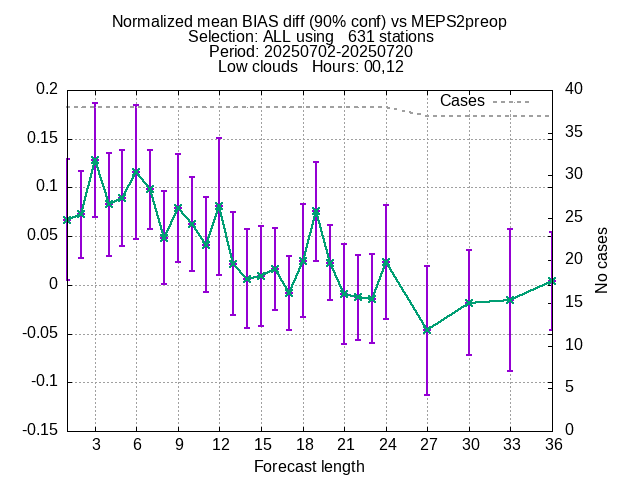 Normalized mean BIAS diff (90% conf) vs MEPS2preop
Selection: ALL using   631 stations
Period: 20250702-20250720
Low clouds   Hours: 00,12
0.2
0.15
0.1
0.05
0
-0.05
-0.1
-0.15
Cases
40
35
30
25
20
15
10
5
0
No cases
3 6 9 12 15 18 21 24 27 30 33 36
Forecast length